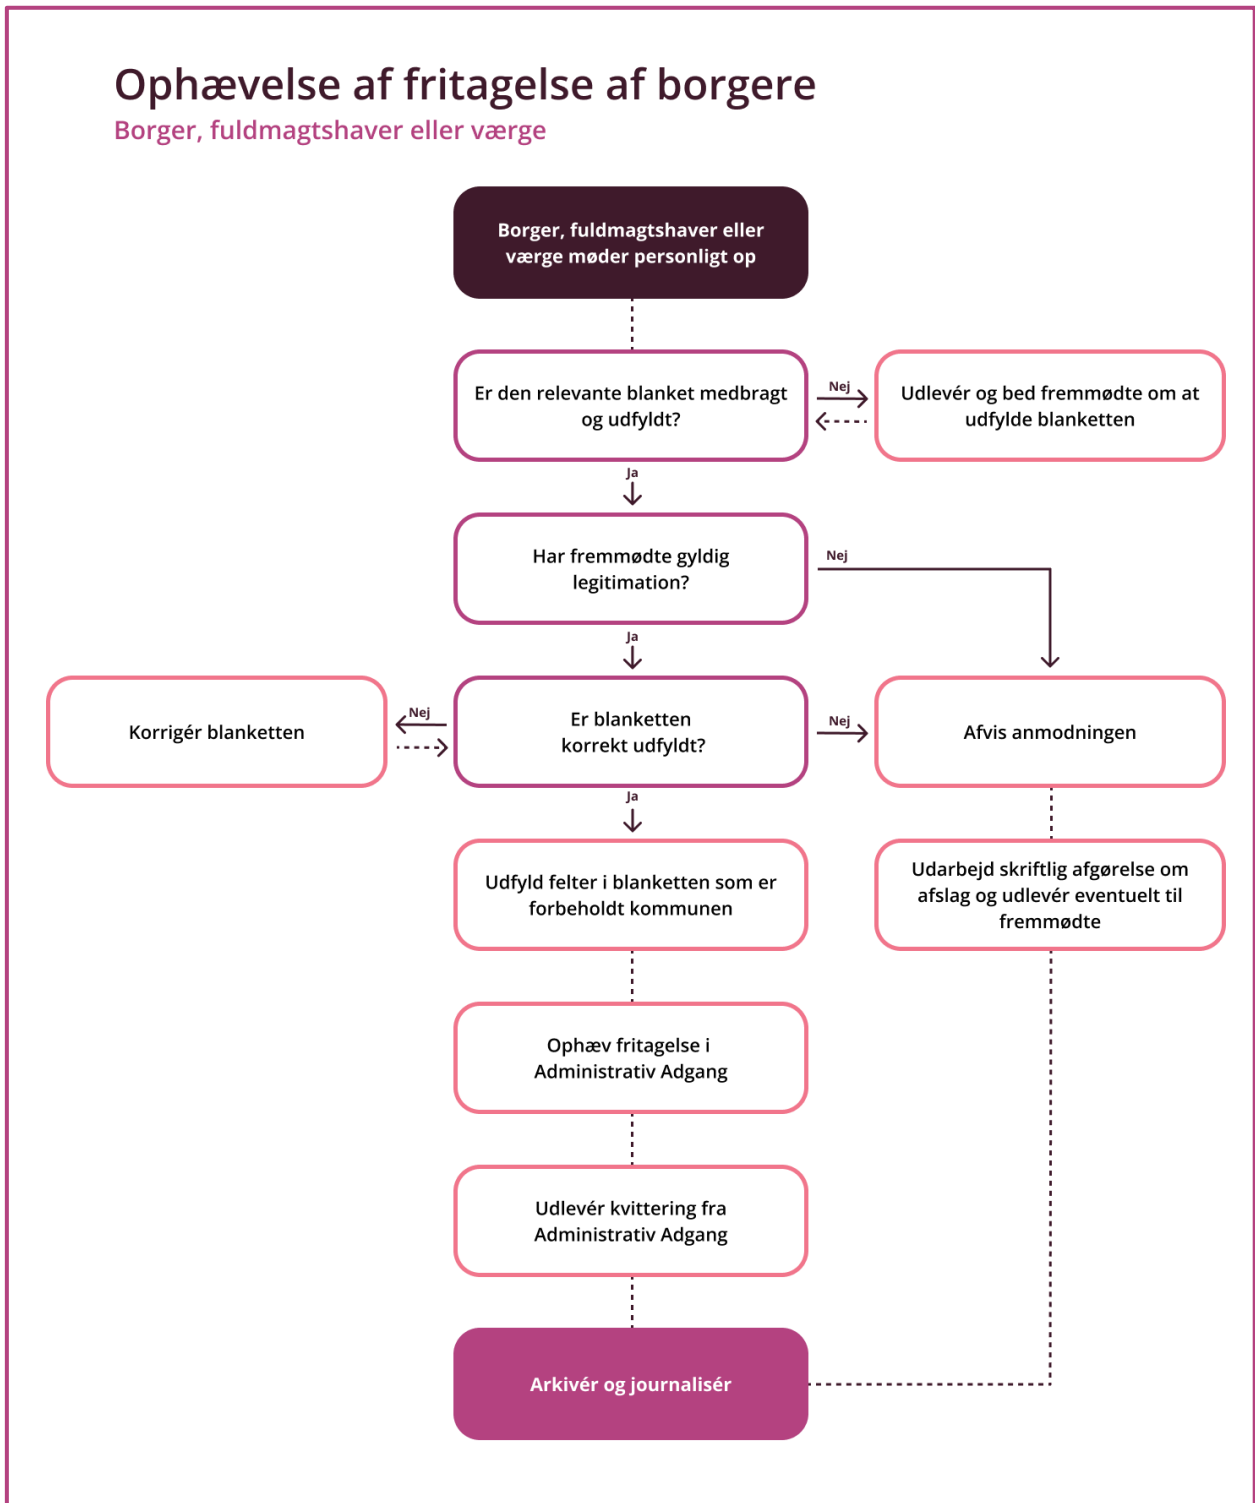 Ophævelse af fritagelse af borgere
Borger, fuldmagtshaver eller værge
Borger, fuldmagtshaver eller
værge møder personligt op
Er den relevante blanket medbragt
og udfyldt?
Nej
Udlevér og bed fremmødte om at
udfylde blanketten
Ja
Har fremmødte gyldig
legitimation?
Nej
Ja
Korrigér blanketten
Nej
Er blanketten
korrekt udfyldt?
Nej
Afvis anmodningen
Ja
Udfyld felter i blanketten som er
forbeholdt kommunen
Udarbejd skriftlig afgørelse om
afslag og udlevér eventuelt til
fremmødte
Ophæv fritagelse i
Administrativ Adgang
Udlevér kvittering fra
Administrativ Adgang
Arkivér og journalisér